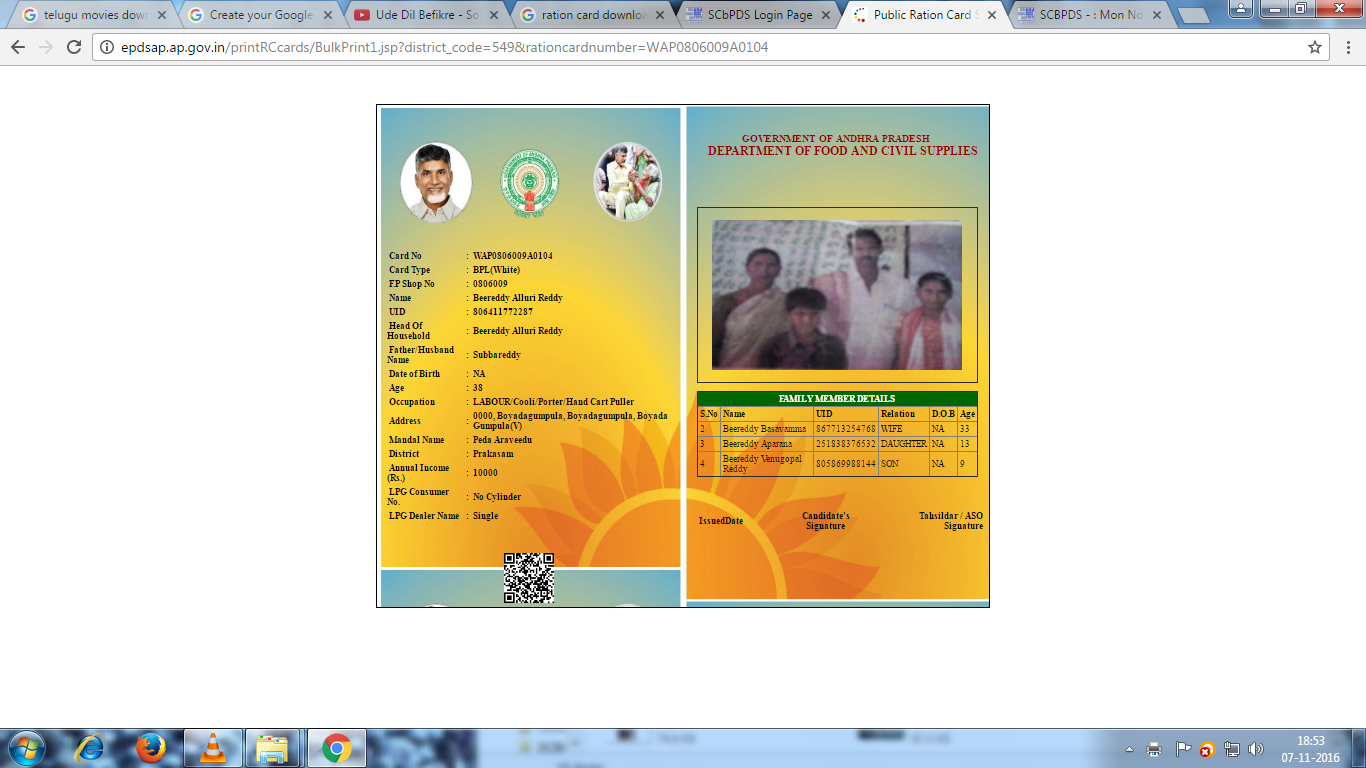 telugu movies down
Create your Google
Ude Dil Befikre - So
ration card downloa
SCbPDS Login Page
Public Ration Card S
SCBPDS - : Mon No
epdsap.ap.gov.in/printRCcards/BulkPrint1.jsp?district_code=549&rationcardnumber=WAP0806009A0104
GOVERNMENT OF ANDHRA PRADESH
DEPARTMENT OF FOOD AND CIVIL SUPPLIES
Card No : WAP0806009A0104
Card Type : BPL(White)
F.P Shop No : 0806009
Name : Beereddy Alluri Reddy
UID : 806411772287
Head Of
Household : Beereddy Alluri Reddy
Father/Husband
Name : Subbareddy
Date of Birth : NA
Age : 38
Occupation : LABOUR/Cooli/Porter/Hand Cart Puller
Address : 0000, Boyadagumpula, Boyadagumpula, Boyada
Gumpula(V)
Mandal Name : Peda Araveedu
District : Prakasam
Annual Income
(Rs.) : 10000
LPG Consumer
No. : No Cylinder
LPG Dealer Name : Single
FAMILY MEMBER DETAILS
S.No Name UID Relation D.O.B Age
2 Beereddy Basavamma 867713254768 WIFE NA 33
3 Beereddy Aparana 251838376532 DAUGHTER NA 13
4 Beereddy Venugopal
Reddy 805869988144 SON NA 9
IssuedDate
Candidate's
Signature
Tahsildar / ASO
Signature
18:53
07-11-2016